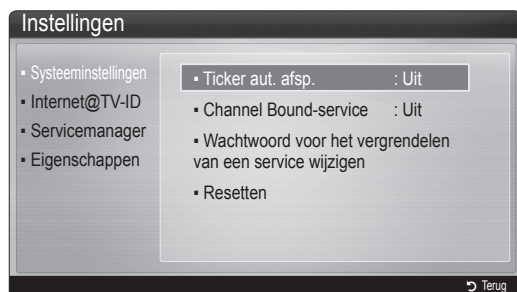 Instellingen
▪ Systeeminstellingen
▪ Internet@TV-ID
▪ Servicemanager
▪ Eigenschappen
▪ Ticker aut. afsp. : Uit
▪ Channel Bound-service : Uit
▪ Wachtwoord voor het vergrendelen
van een service wijzigen
▪ Resetten
Terug